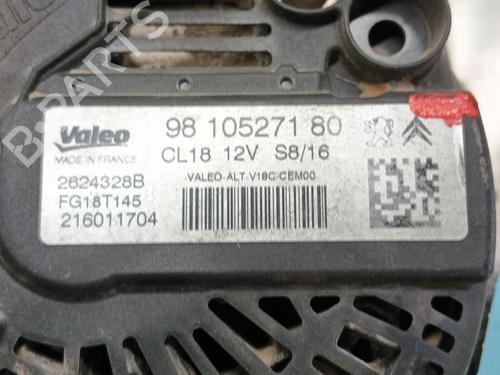 Valeo
MADE IN FRANCE
98 105271 80
CL18 12V S8/16
2624328B
FG18T145
216011704
VALEO-ALT-V18C-CEM00
B-PARTS